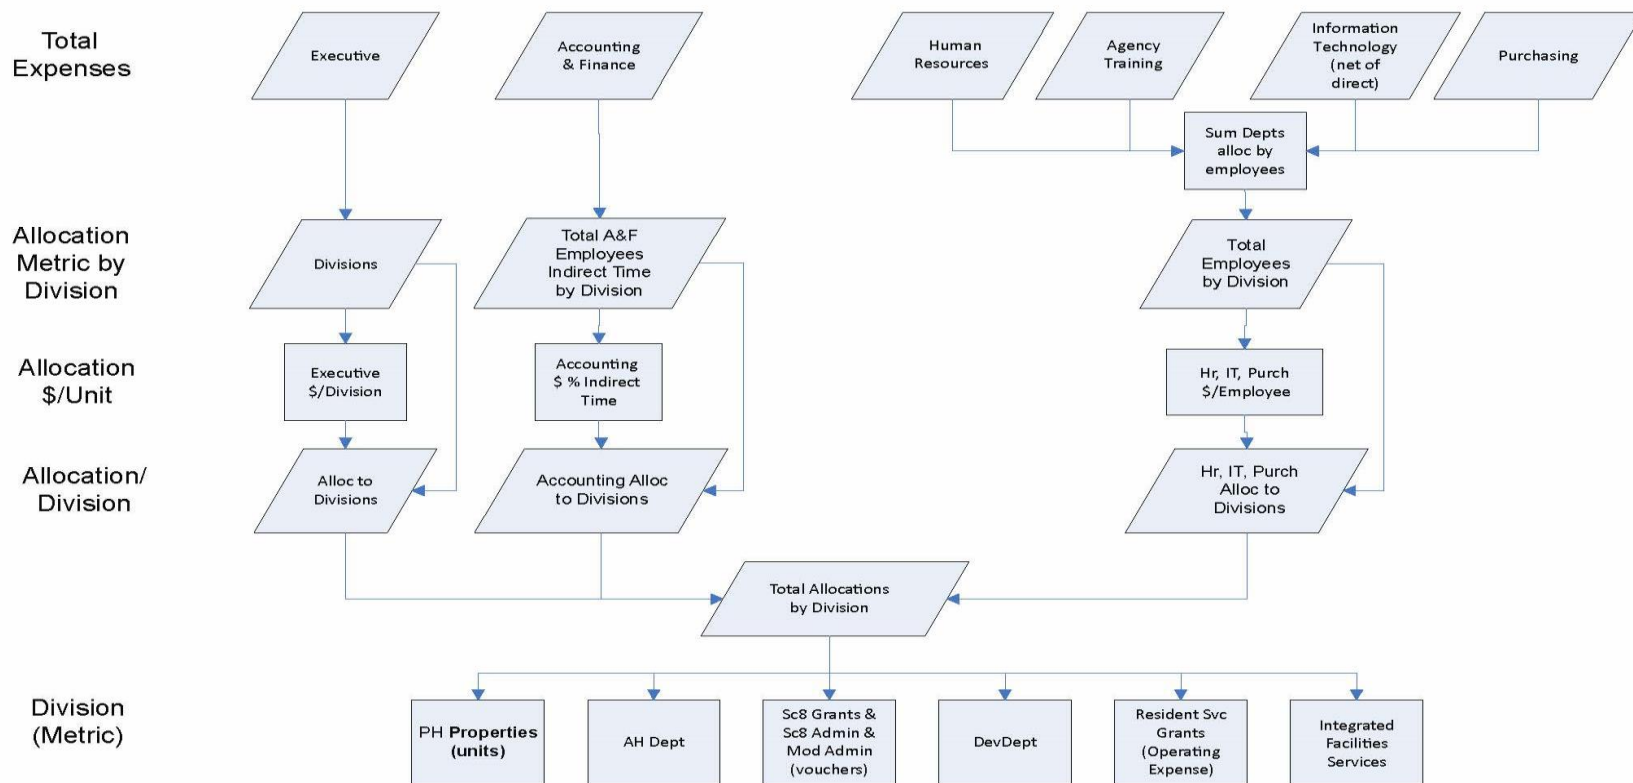 Total
Expenses
Executive
Accounting
& Finance
Human
Resources
Agency
Training
Information
Technology
(net of
direct)
Purchasing
Sum Depts
alloc by
employees
Allocation
Metric by
Division
Divisions
Total A&F
Employees
Indirect Time
by Division
Total
Employees
by Division
Allocation
$/Unit
Executive
$/Division
Accounting
$ % Indirect
Time
Hr, IT, Purch
$/Employee
Allocation/
Division
Alloc to
Divisions
Accounting Alloc
to Divisions
Hr, IT, Purch
Alloc to
Divisions
Total Allocations
by Division
Division
(Metric)
PH Properties
(units)
AH Dept
Sc8 Grants &
Sc8 Admin &
Mod Admin
(vouchers)
DevDept
Resident Svc
Grants
(Operating
Expense)
Integrated
Facilities
Services